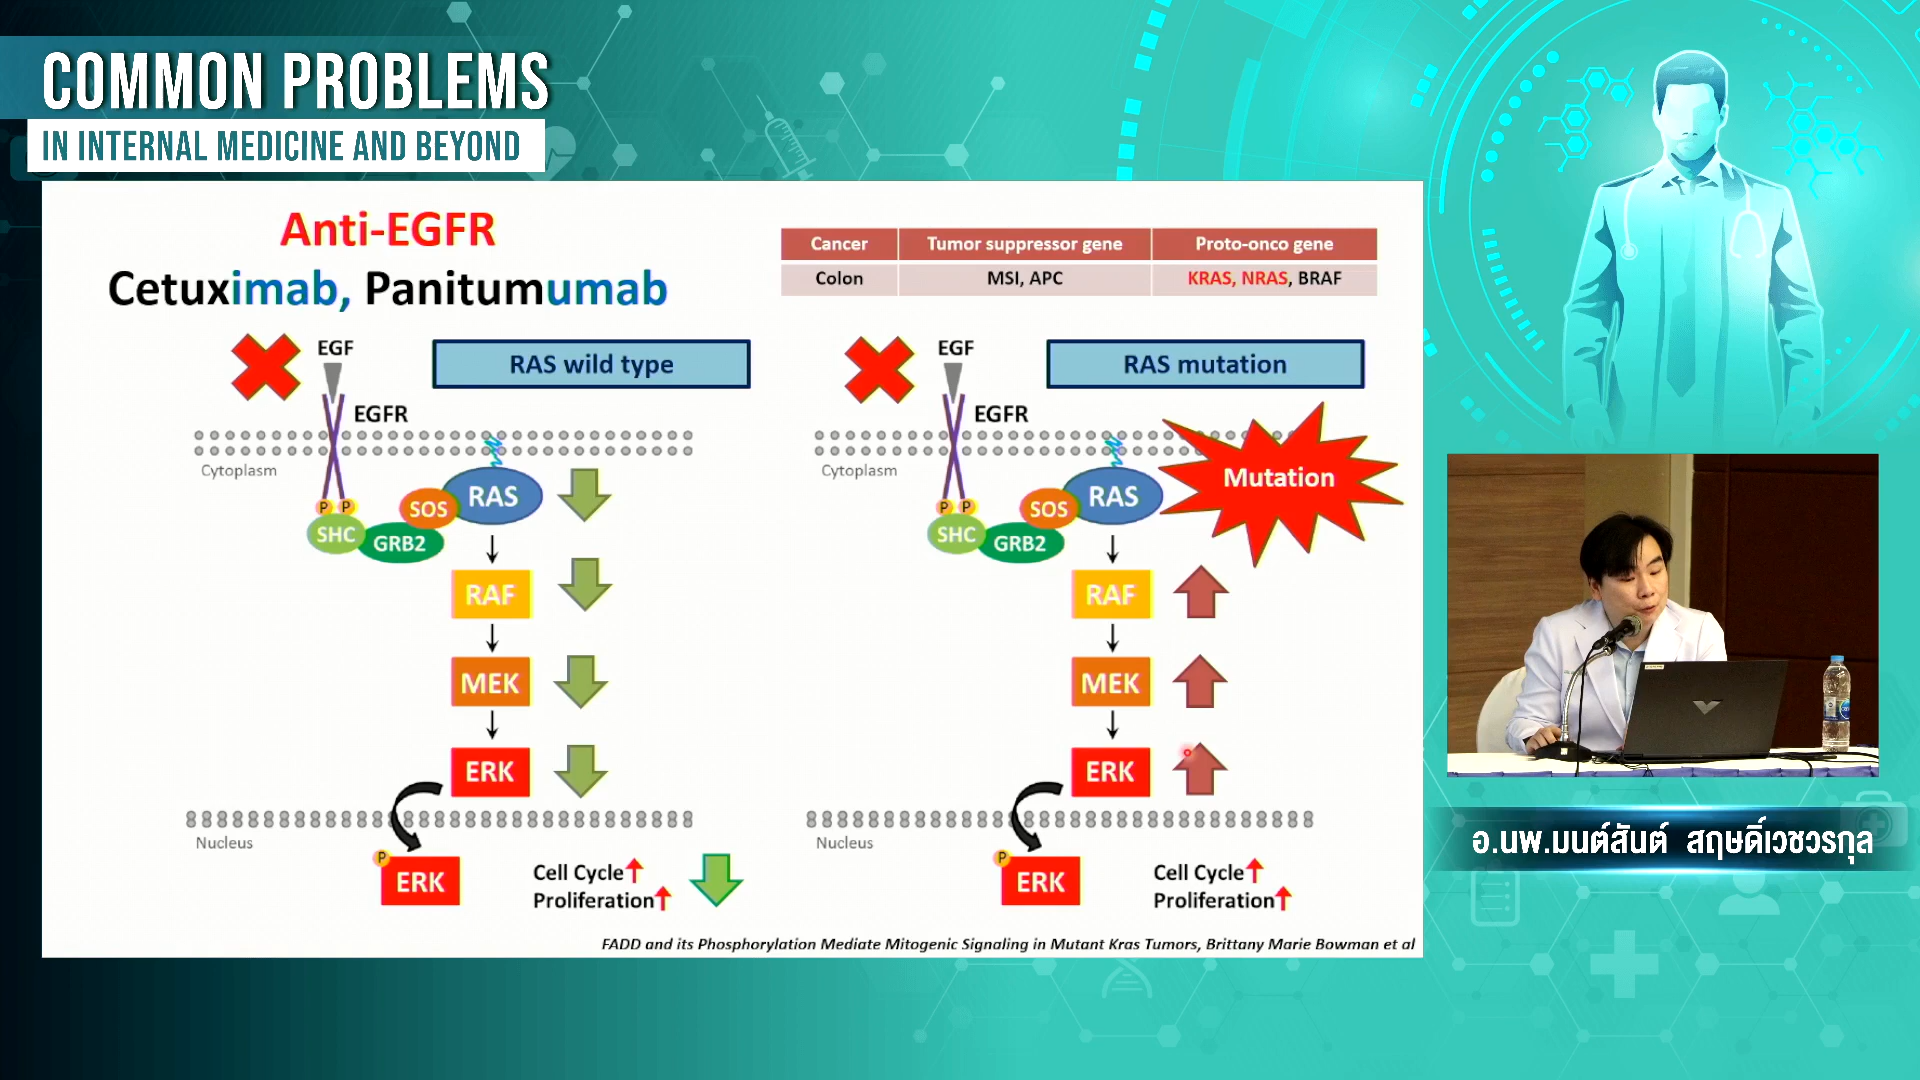 COMMON PROBLEMS
IN INTERNAL MEDICINE AND BEYOND
Anti-EGFR
Cetuximab, Panitumumab
Cancer Tumor suppressor gene Proto-onco gene
Colon MSI, APC KRAS, NRAS, BRAF
EGF
RAS wild type
EGFR
Cytoplasm
P P
SHC
GRB2
SOS
RAS
RAF
MEK
ERK
Nucleus
P
ERK
Cell Cycle
Proliferation
EGF
RAS mutation
EGFR
Cytoplasm
P P
SHC
GRB2
SOS
RAS
Mutation
RAF
MEK
ERK
Nucleus
P
ERK
Cell Cycle
Proliferation
FADD and its Phosphorylation Mediate Mitogenic Signaling in Mutant Kras Tumors, Brittany Marie Bowman et al
อ.นพ.มนต์สันต์ สฤษดิ์เวชวรกุล